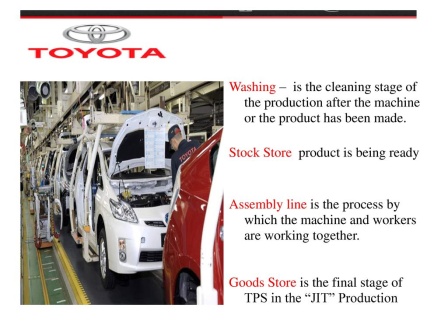 TOYOTA
Washing – is the cleaning stage of
the production after the machine
or the product has been made.
Stock Store product is being ready
Assembly line is the process by
which the machine and workers
are working together.
Goods Store is the final stage of
TPS in the “JIT” Production
TOYOTA